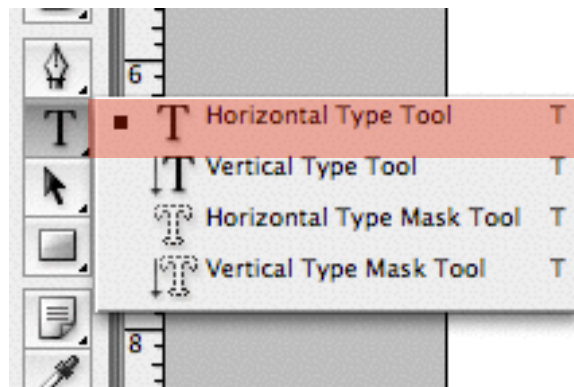 6
T
Horizontal Type Tool T
Vertical Type Tool T
Horizontal Type Mask Tool T
Vertical Type Mask Tool T
8